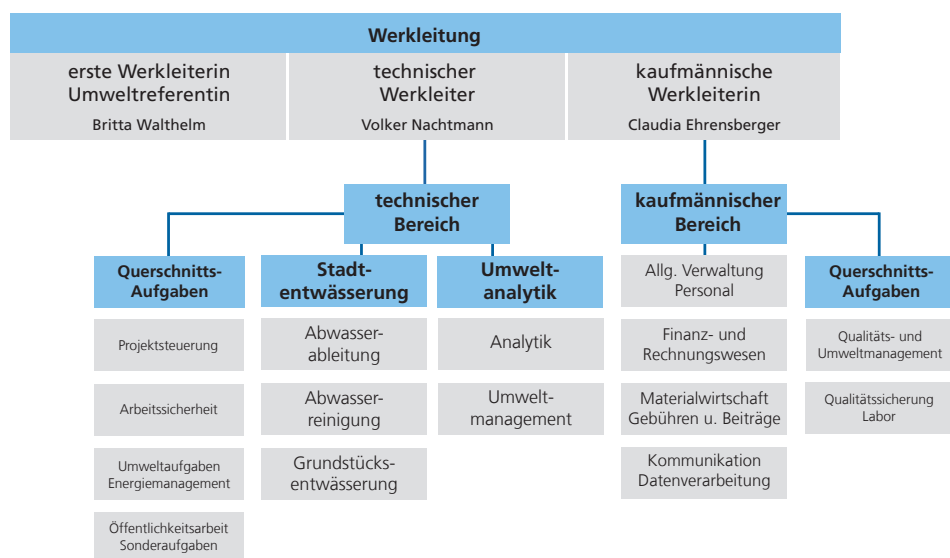 Werkleitung
erste Werkleiterin
Umweltreferentin
Britta Walthelm
technischer
Werkleiter
Volker Nachtmann
kaufmännische
Werkleiterin
Claudia Ehrensberger
technischer
Bereich
kaufmännischer
Bereich
Querschnitts-
Aufgaben
Projektsteuerung
Arbeitssicherheit
Umweltaufgaben
Energiemanagement
Öffentlichkeitsarbeit
Sonderaufgaben
Stadt-
entwässerung
Abwasser-
ableitung
Abwasser-
reinigung
Grundstücks-
entwässerung
Umwelt-
analytik
Analytik
Umwelt-
management
Allg. Verwaltung
Personal
Finanz- und
Rechnungswesen
Materialwirtschaft
Gebühren u. Beiträge
Kommunikation
Datenverarbeitung
Querschnitts-
Aufgaben
Qualitäts- und
Umweltmanagement
Qualitätssicherung
Labor